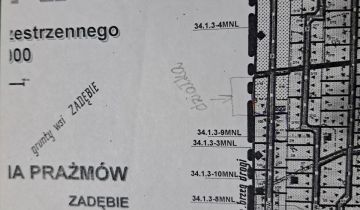 zestrzennego
000
grunty wsi ZADĘBIE
działka
IA PRAŻMÓW
ZADĘBIE
34.1.3-4MNL
34.1.3-9MNL
34.1.3-3MNL
34.1.3-10MNL
34.1.3-8MNL
brzeg drogi